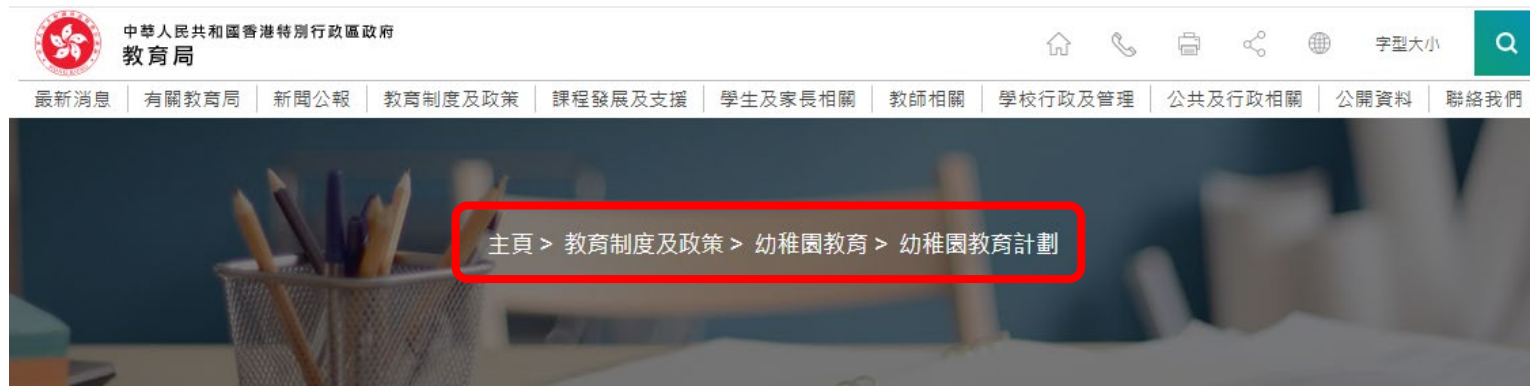 中華人民共和國香港特別行政區政府
教育局
字型大小
最新消息 有關教育局 新聞公報 教育制度及政策 課程發展及支援 學生及家長相關 教師相關 學校行政及管理 公共及行政相關 公開資料 聯絡我們
主頁 > 教育制度及政策 > 幼稚園教育 > 幼稚園教育計劃